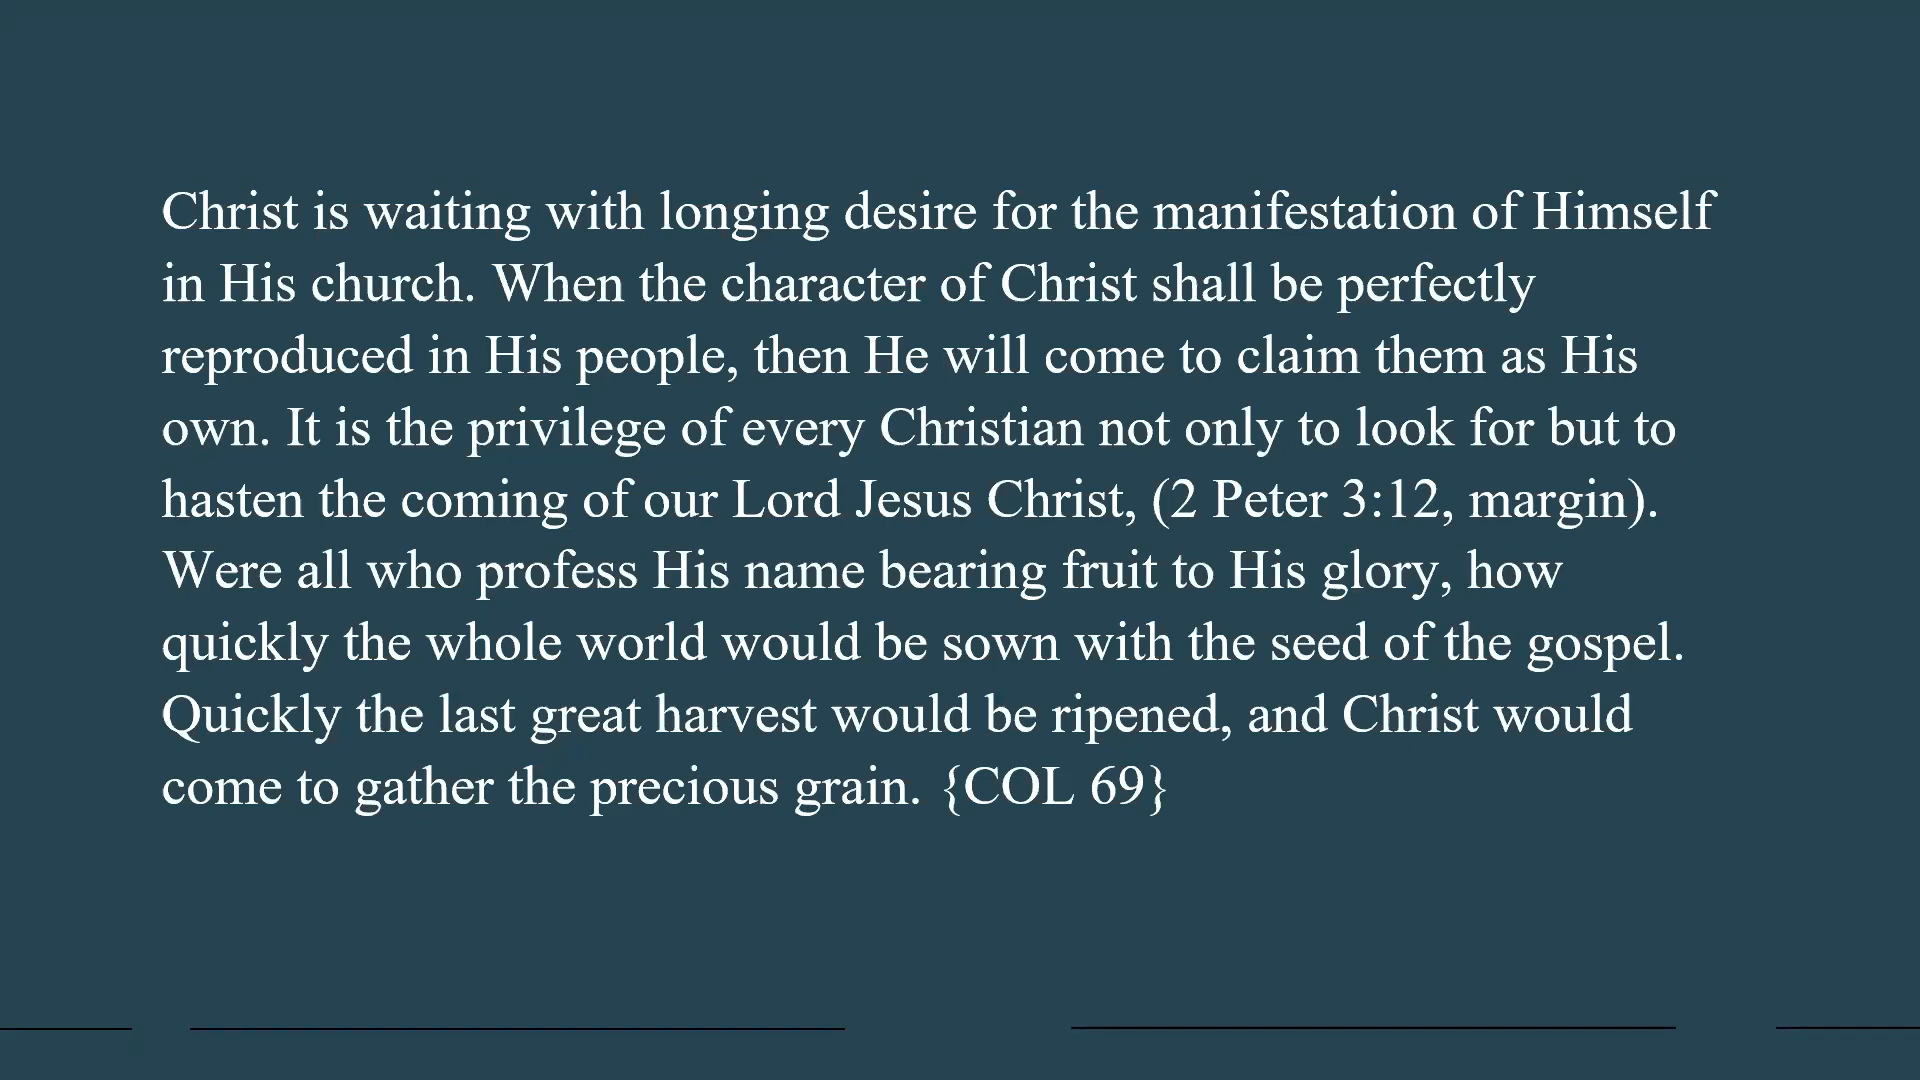 Christ is waiting with longing desire for the manifestation of Himself
in His church. When the character of Christ shall be perfectly
reproduced in His people, then He will come to claim them as His
own. It is the privilege of every Christian not only to look for but to
hasten the coming of our Lord Jesus Christ, (2 Peter 3:12, margin).
Were all who profess His name bearing fruit to His glory, how
quickly the whole world would be sown with the seed of the gospel.
Quickly the last great harvest would be ripened, and Christ would
come to gather the precious grain. {COL 69}